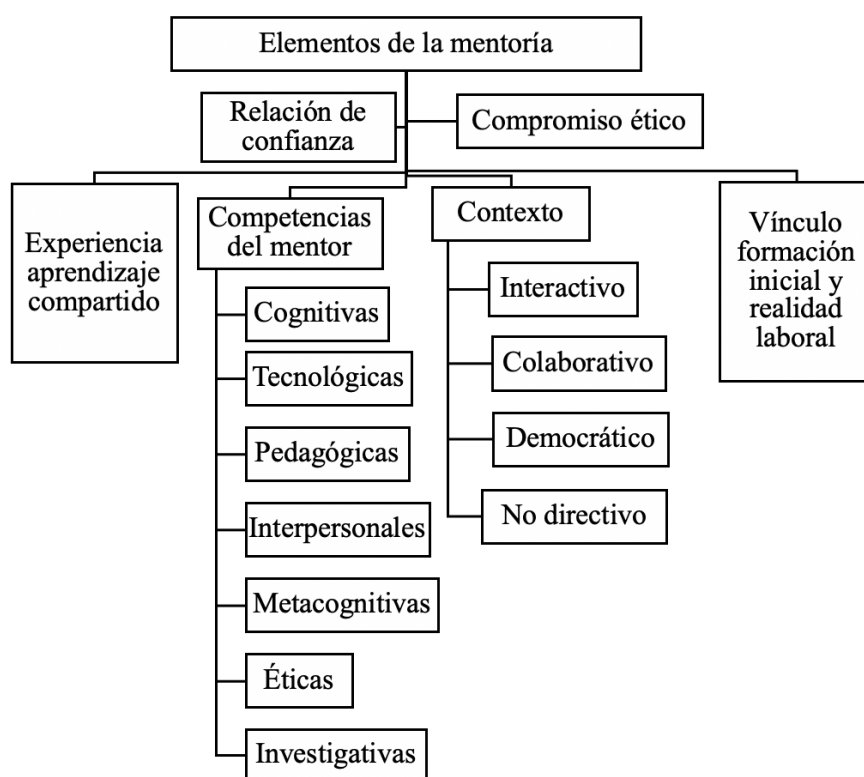 Elementos de la mentoría
Relación de
confianza
Compromiso ético
Experiencia
aprendizaje
compartido
Competencias
del mentor
Cognitivas
Tecnológicas
Pedagógicas
Interpersonales
Metacognitivas
Éticas
Investigativas
Contexto
Interactivo
Colaborativo
Democrático
No directivo
Vínculo
formación
inicial y
realidad
laboral